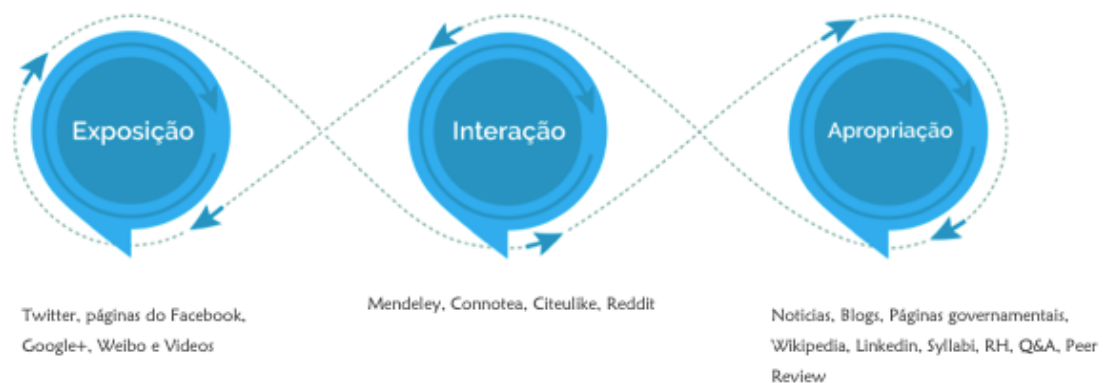 Exposição
Interação
Apropriação
Twitter, páginas do Facebook,
Google+, Weibo e Videos
Mendeley, Connotea, Citeulike, Reddit
Noticias, Blogs, Páginas governamentais,
Wikipedia, Linkedin, Syllabi, RH, Q&A, Peer
Review